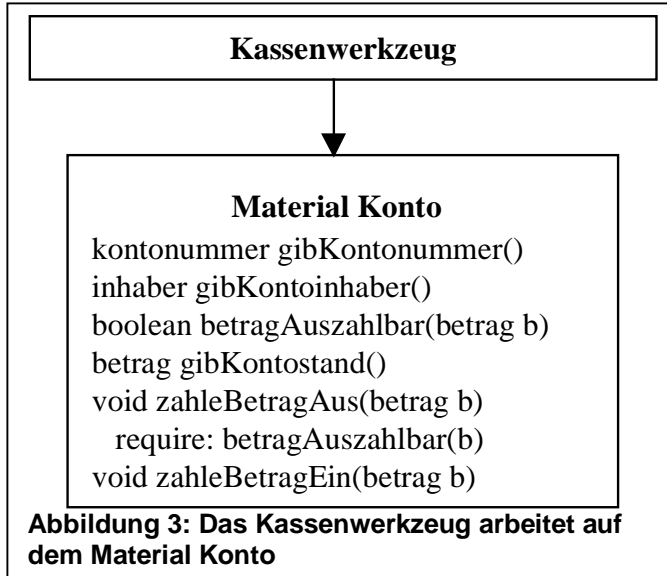 Kassenwerkzeug
Material Konto
kontonummer gibKontonummer()
inhaber gibKontoinhaber()
boolean betragAuszahlbar(betrag b)
betrag gibKontostand()
void zahleBetragAus(betrag b)
require: betragAuszahlbar(b)
void zahleBetragEin(betrag b)
Abbildung 3: Das Kassenwerkzeug arbeitet auf
dem Material Konto